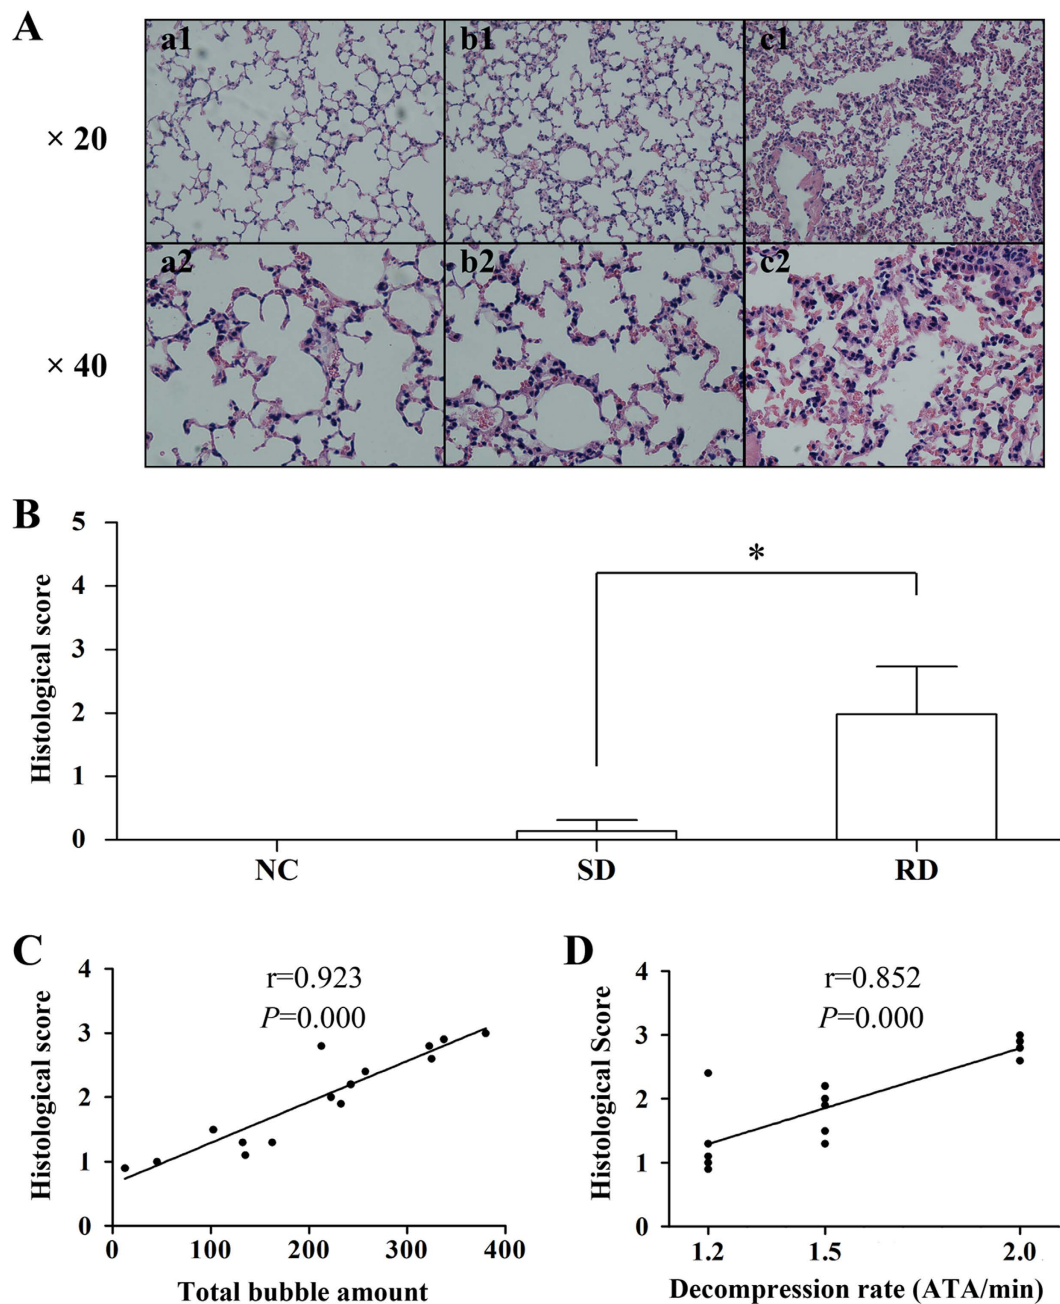 A
a1 b1 c1
× 20
a2 b2 c2
× 40
B
5
4
3
2
1
0
Histological score
*
NC SD RD
C
r=0.923
P=0.000
4
3
2
1
0
Histological score
0 100 200 300 400
Total bubble amount
D
r=0.852
P=0.000
4
3
2
1
0
Histological Score
1.2 1.5 2.0
Decompression rate (ATA/min)